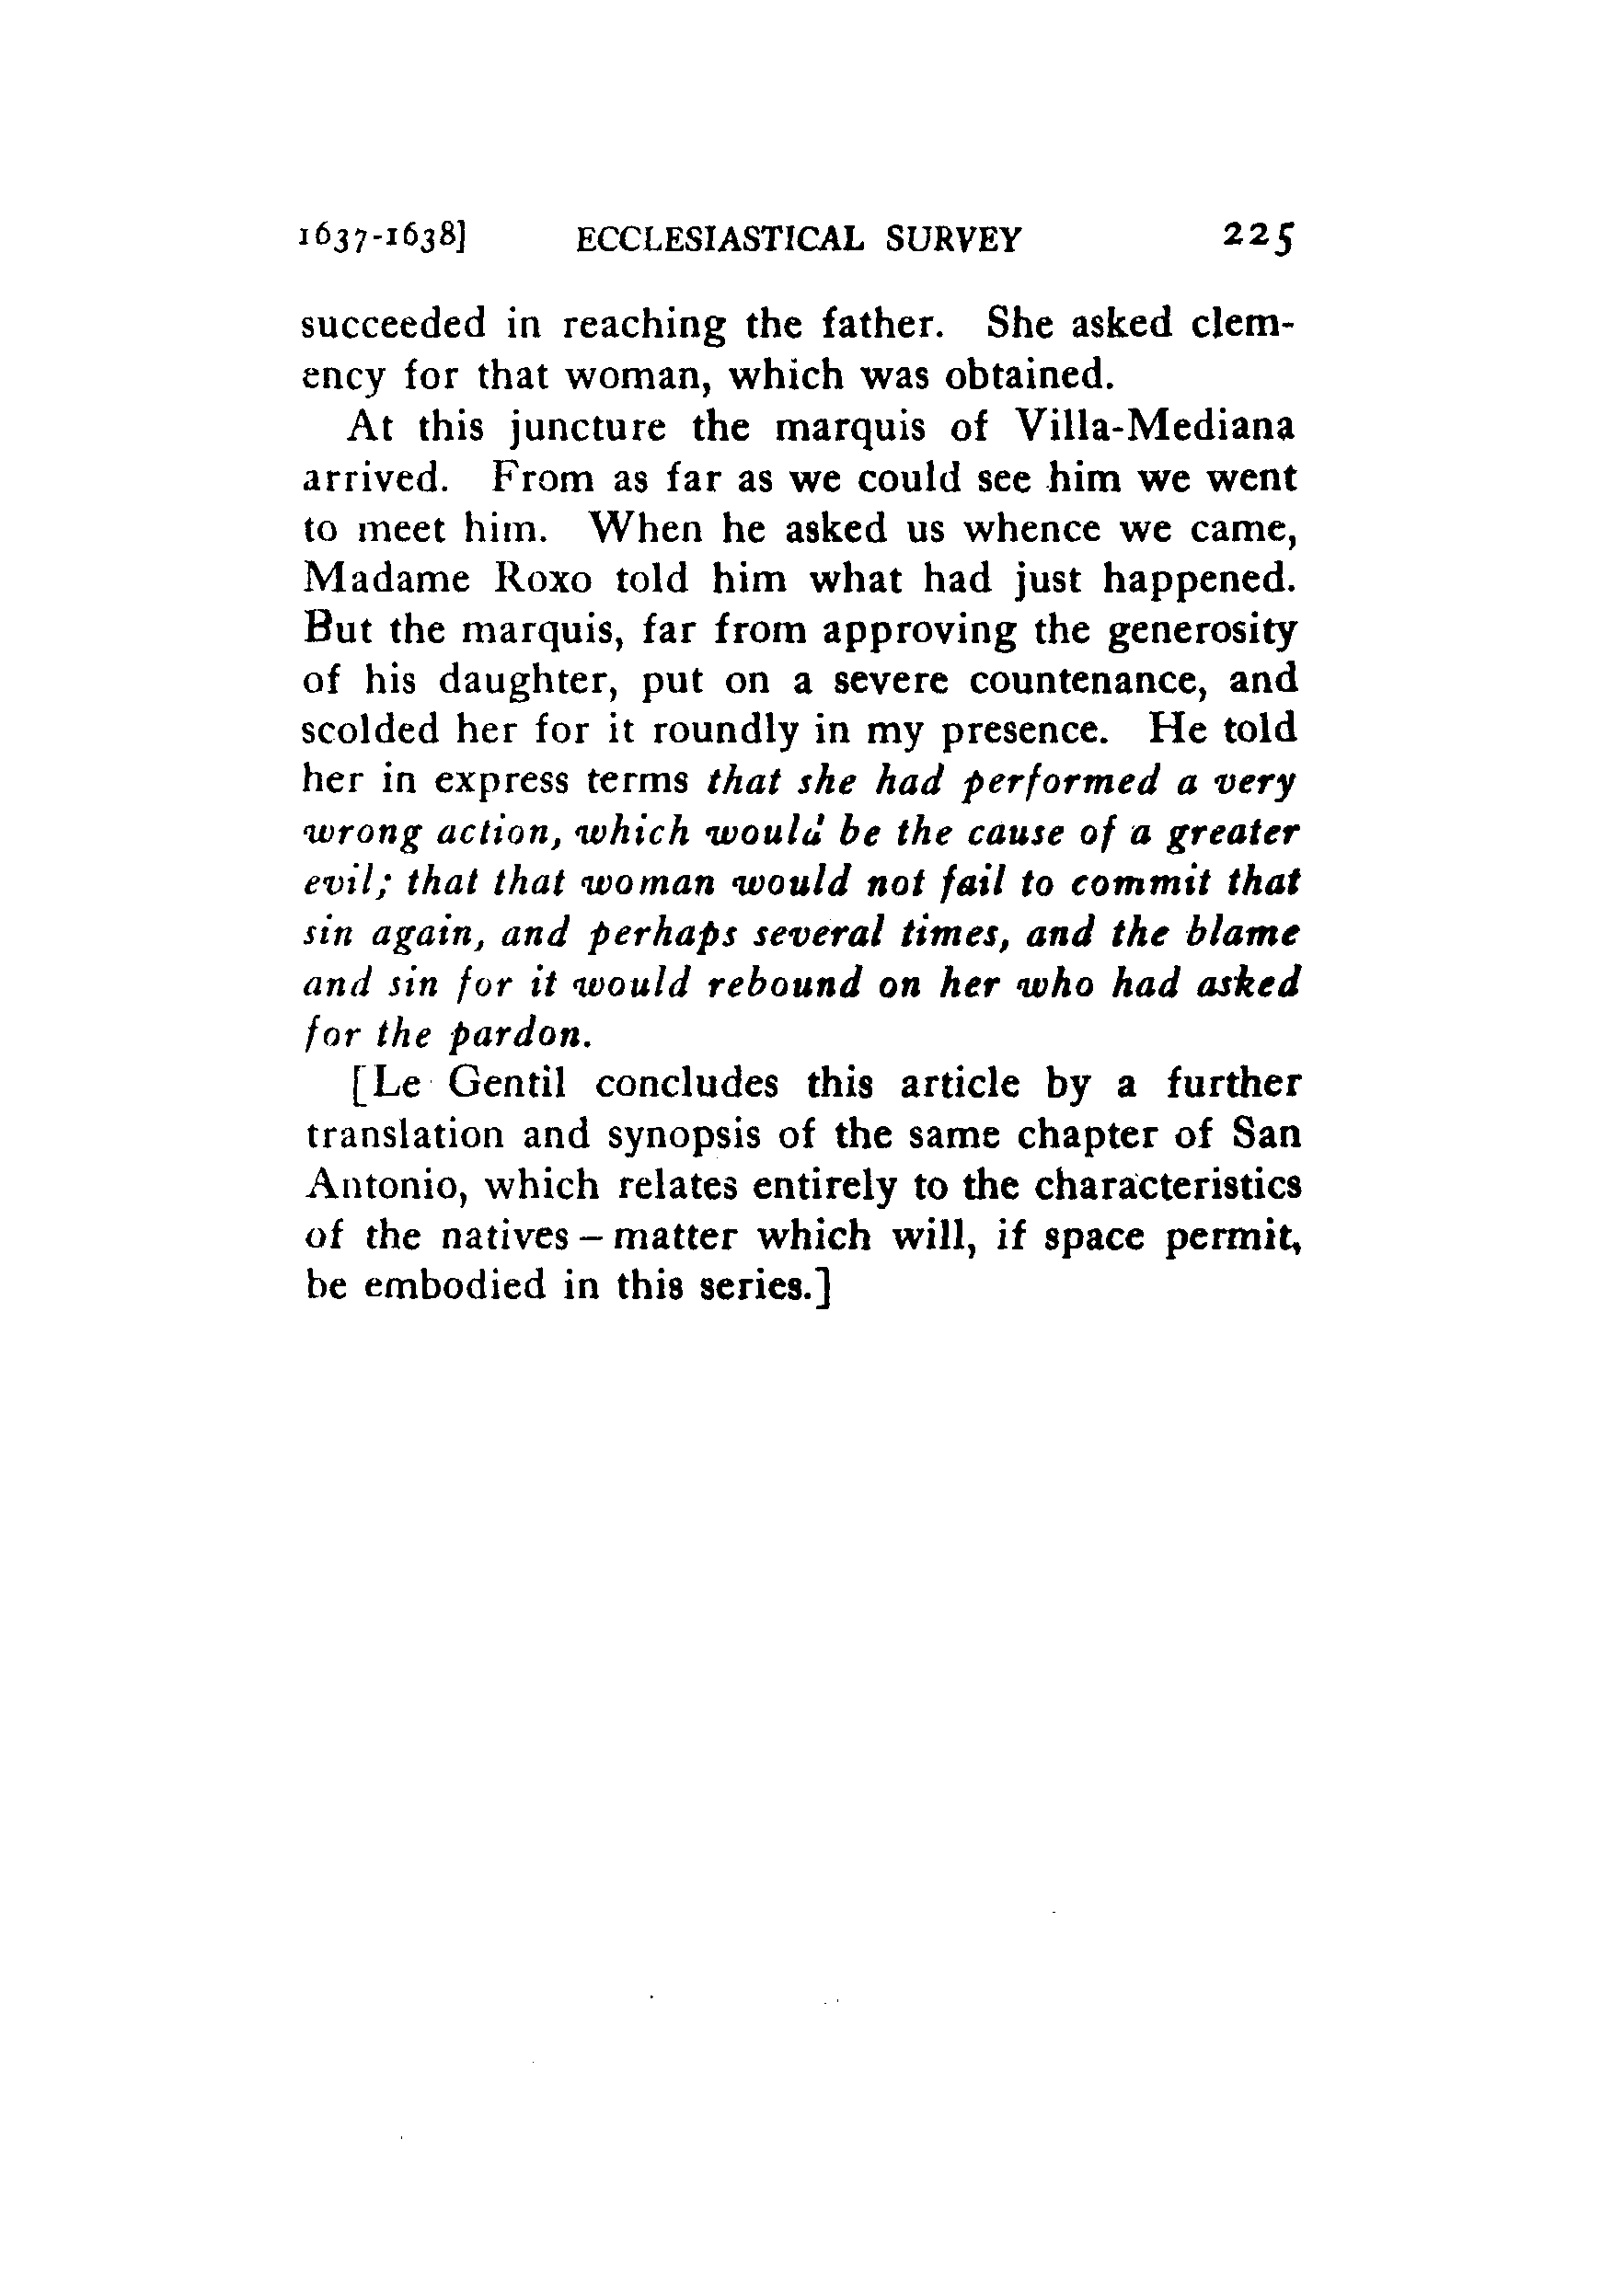 1637-1638] ECCLESIASTICAL SURVEY 225
succeeded in reaching the father. She asked clem-
ency for that woman, which was obtained.
At this juncture the marquis of Villa-Mediana
arrived. From as far as we could see him we went
to meet him. When he asked us whence we came,
Madame Roxo told him what had just happened.
But the marquis, far from approving the generosity
of his daughter, put on a severe countenance, and
scolded her for it roundly in my presence. He told
her in express terms that she had performed a very
wrong action, which would be the cause of a greater
evil; that that woman would not fail to commit that
sin again, and perhaps several times, and the blame
and sin for it would rebound on her who had asked
for the pardon.
[Le Gentil concludes this article by a further
translation and synopsis of the same chapter of San
Antonio, which relates entirely to the characteristics
of the natives – matter which will, if space permit,
be embodied in this series.]